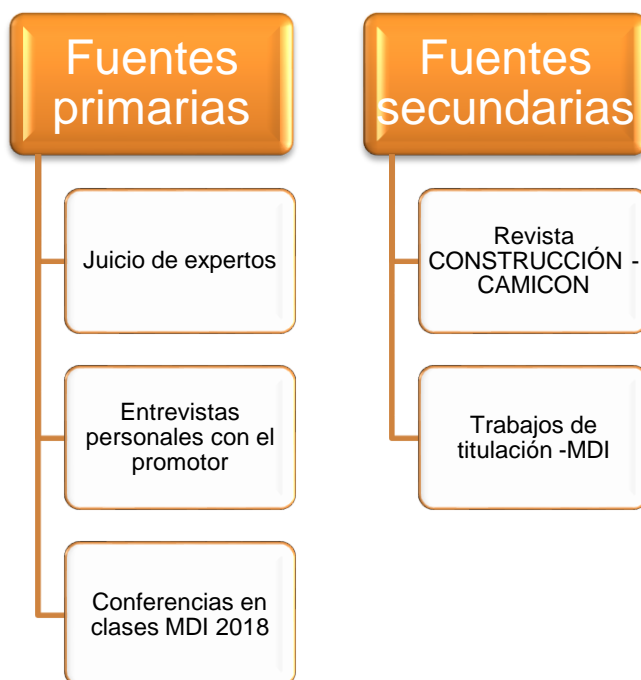 Fuentes
primarias
Juicio de expertos
Entrevistas
personales con el
promotor
Conferencias en
clases MDI 2018
Fuentes
secundarias
Revista
CONSTRUCCIÓN -
CAMICON
Trabajos de
titulación -MDI